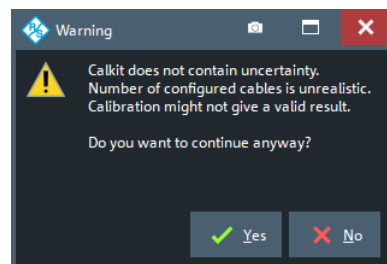 Warning
Calkit does not contain uncertainty.
Number of configured cables is unrealistic.
Calibration might not give a valid result.
Do you want to continue anyway?
Yes
No